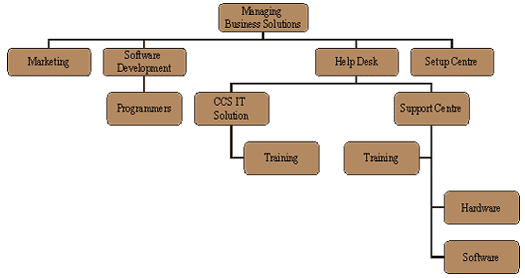 Managing
Business Solutions
Marketing
Software
Development
Help Desk
Setup Centre
Programmers
CCS IT
Solution
Support Centre
Training
Training
Hardware
Software